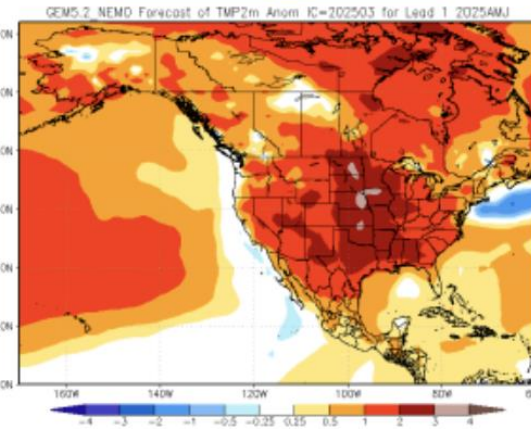 GEM5.2_NEMO Forecast of TMP2m Anom IC=202503 for Lead 1 2025AMJ
160W 140W 120W 100W 80W
-4 -3 -2 -1 -0.5 -0.25 0.25 0.5 1 2 3 4